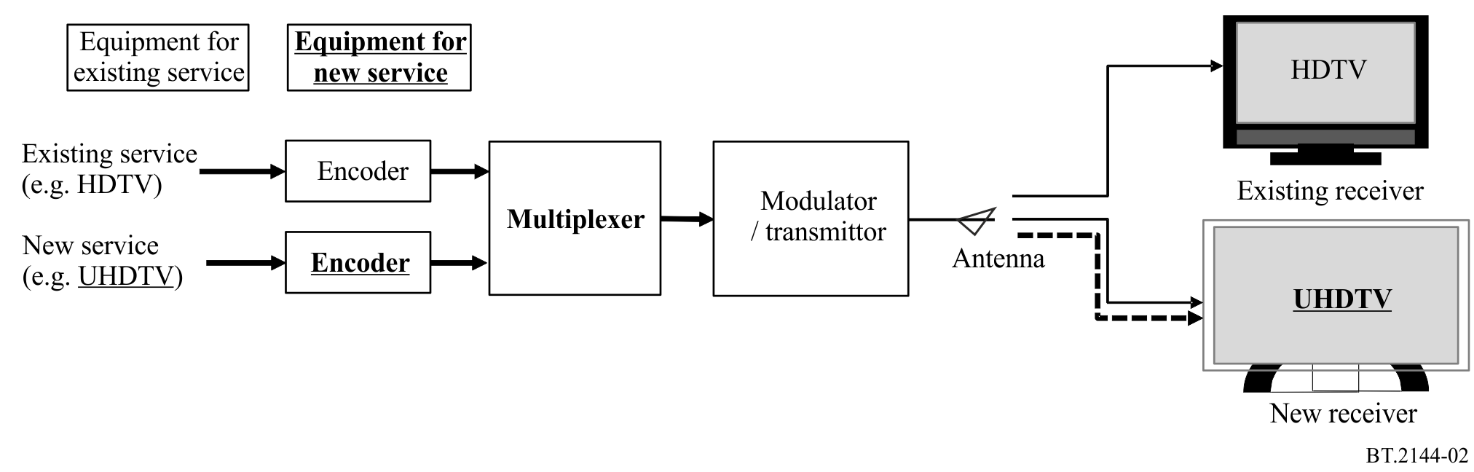 Equipment for
existing service
Equipment for
new service
HDTV
Existing receiver
Existing service
(e.g. HDTV)
Encoder
New service
(e.g. UHDTV)
Encoder
Multiplexer
Modulator
/ transmittor
Antenna
UHDTV
New receiver
BT.2144-02